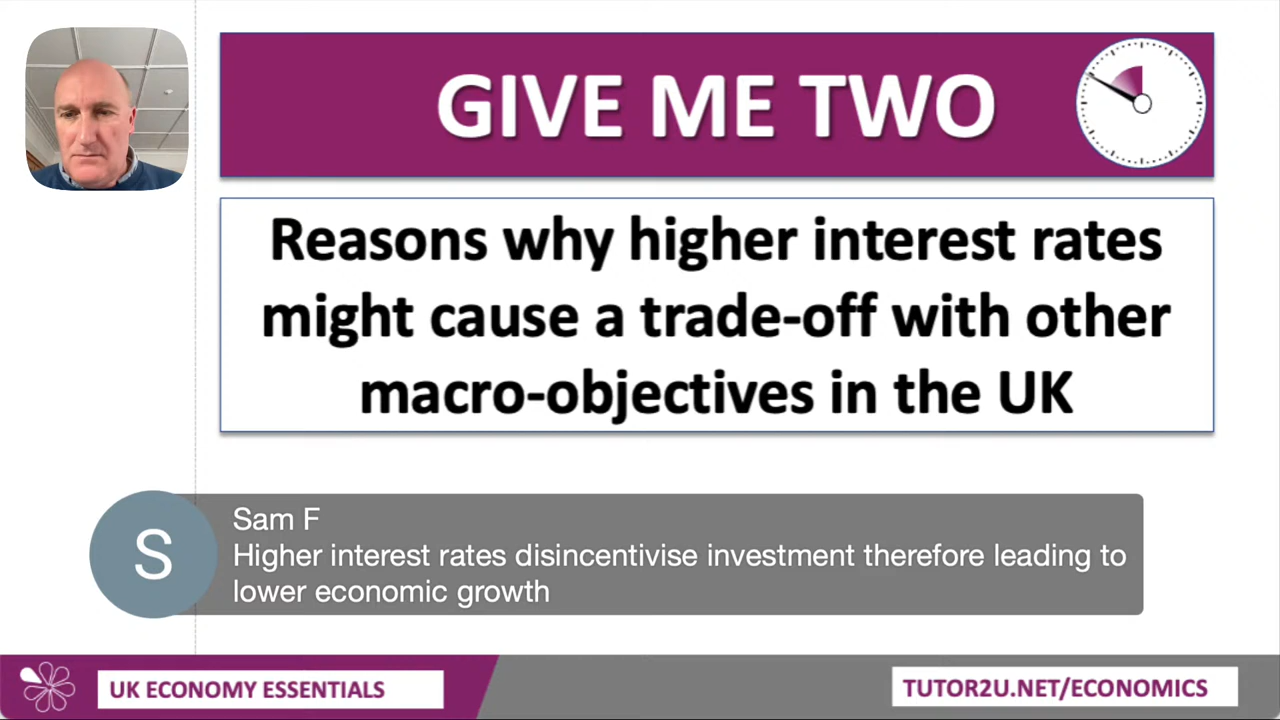 GIVE ME TWO
Reasons why higher interest rates
might cause a trade-off with other
macro-objectives in the UK
S
Sam F
Higher interest rates disincentivise investment therefore leading to
lower economic growth
UK ECONOMY ESSENTIALS
TUTOR2U.NET/ECONOMICS